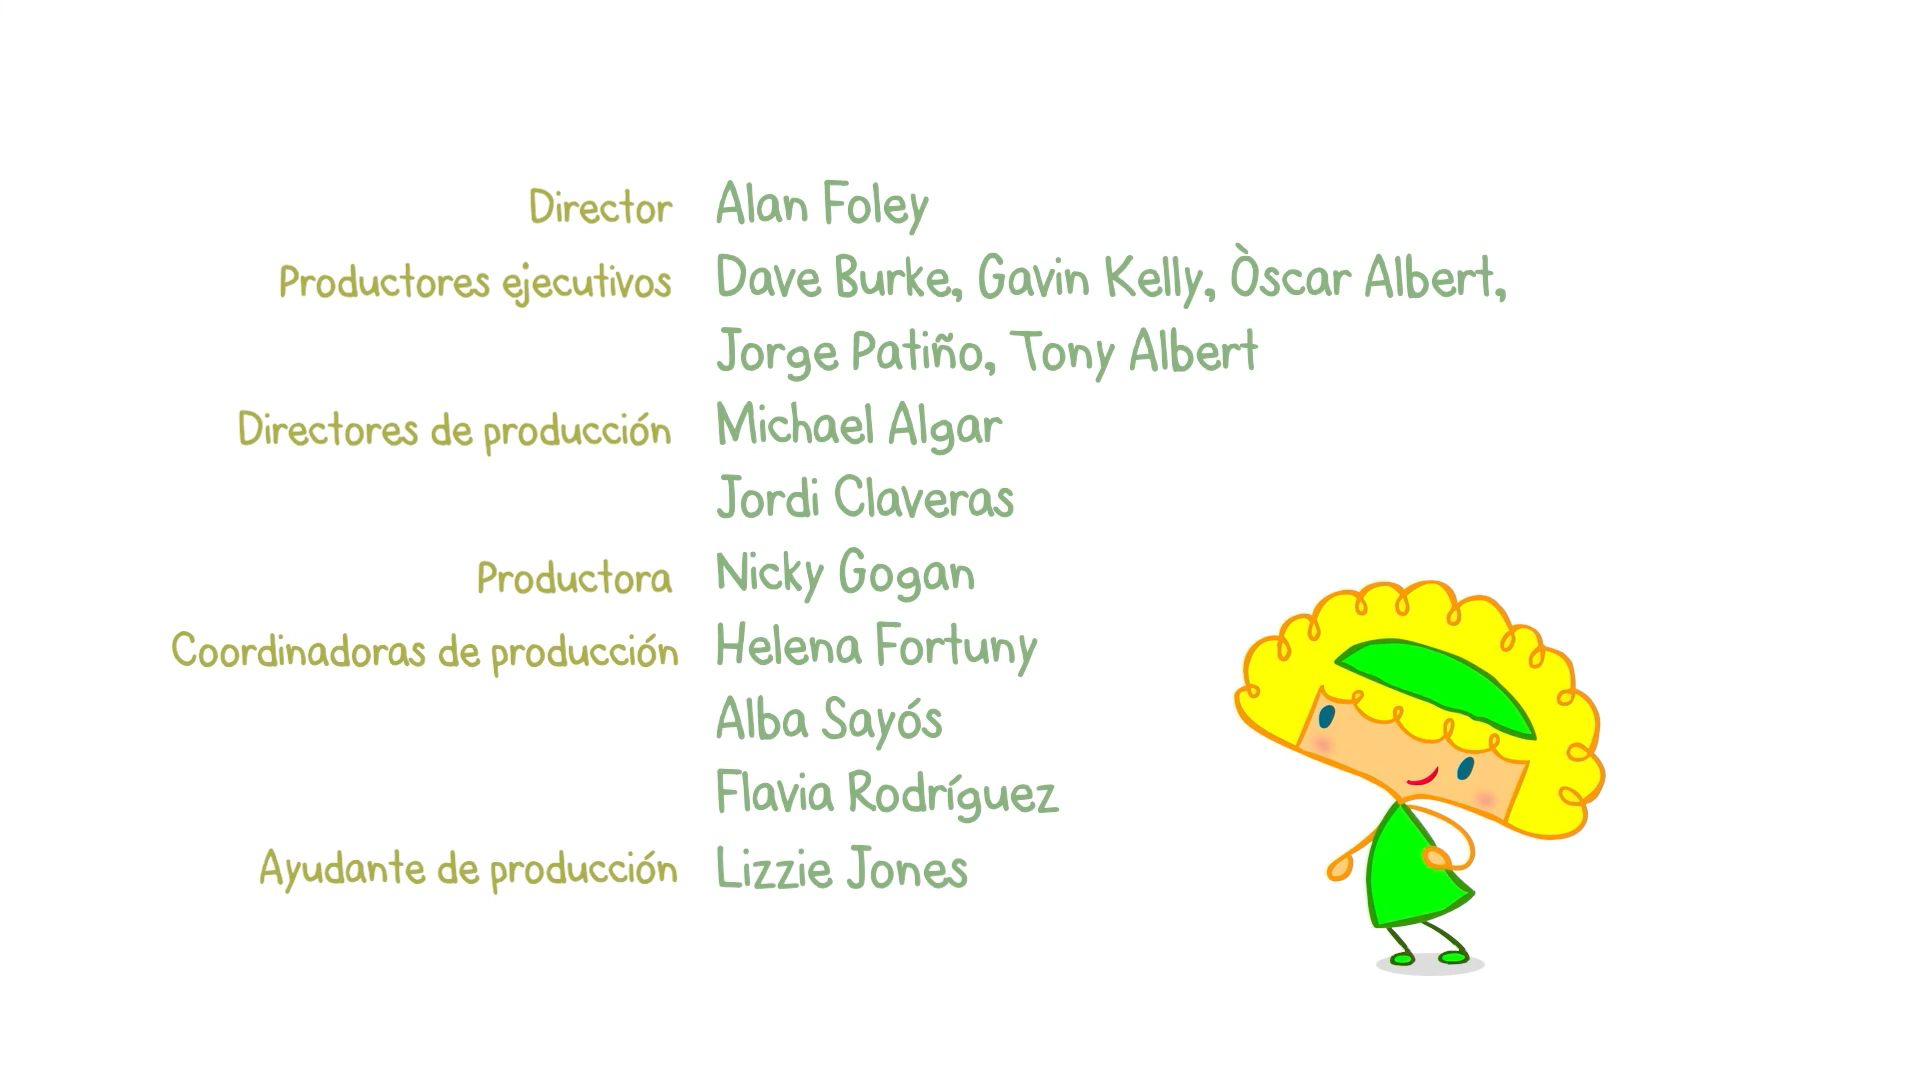 Director Alan Foley
Productores ejecutivos Dave Burke, Gavin Kelly, Òscar Albert,
Jorge Patiño, Tony Albert
Directores de producción Michael Algar
Jordi Claveras
Productora Nicky Gogan
Coordinadoras de producción Helena Fortuny
Alba Sayós
Flavia Rodríguez
Ayudante de producción Lizzie Jones